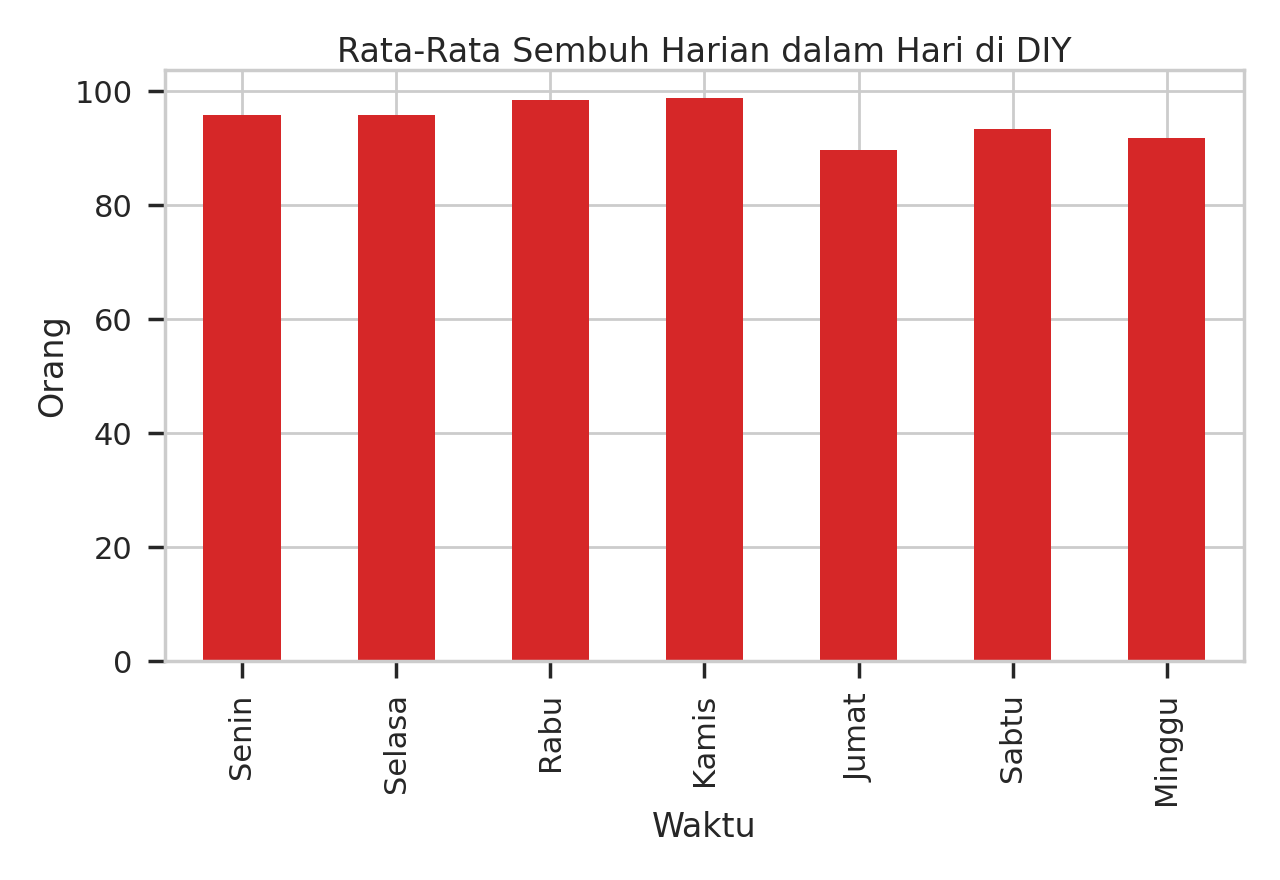 Rata-Rata Sembuh Harian dalam Hari di DIY
100
80
60
40
20
0
Orang
Senin
Selasa
Rabu
Kamis
Jumat
Sabtu
Minggu
Waktu